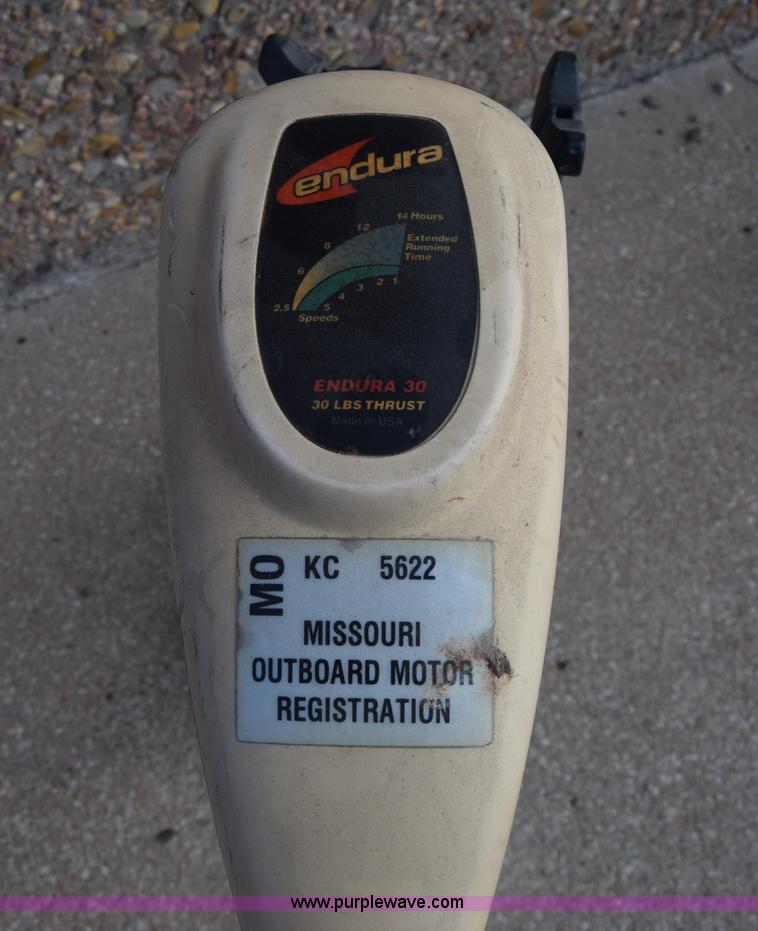 endura
14 Hours
12
8
6
2.5
Extended
Running
Time
1
2
3
4
5
Speeds
ENDURA 30
30 LBS THRUST
Made in USA
MO KC 5622
MISSOURI
OUTBOARD MOTOR
REGISTRATION
www.purplewave.com